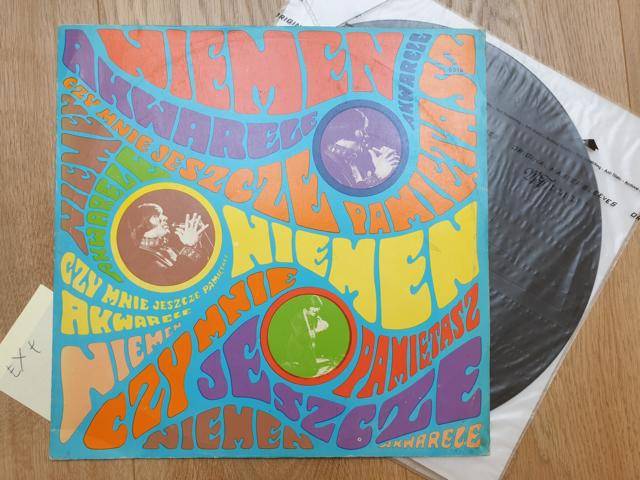 NIEMEN
AKWARELE
AKWARELE
CZY MNIE JESZCZE PAMIĘTASZ
NIEMEN
AKWARELE
NIEMEN
CZY MNIE JESZCZE PAMIĘTASZ
AKWARELE
NIEMEN
CZY MNIE
JESZCZE
PAMIĘTASZ
NIEMEN
AKWARELE
EX+